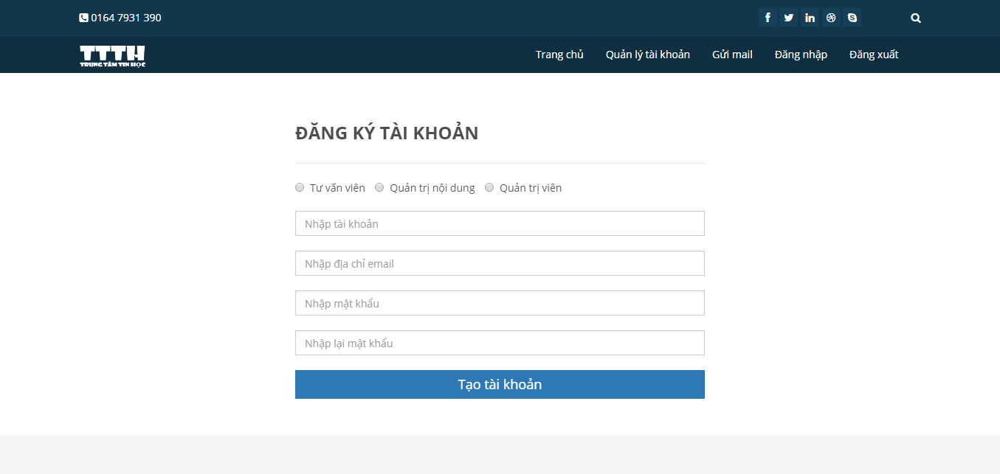 0164 7931 390
TTTH
TRUNG TÂM TIN HỌC
Trang chủ Quản lý tài khoản Gửi mail Đăng nhập Đăng xuất
ĐĂNG KÝ TÀI KHOẢN
Tư vấn viên Quản trị nội dung Quản trị viên
Nhập tài khoản
Nhập địa chỉ email
Nhập mật khẩu
Nhập lại mật khẩu
Tạo tài khoản